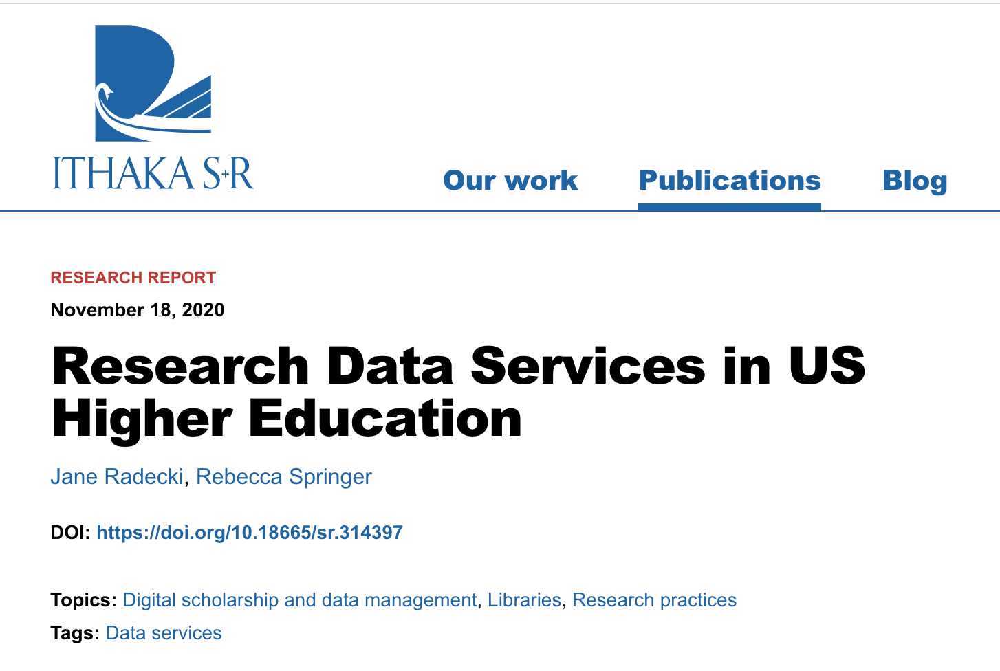 ITHAKA S+R
Our work Publications Blog
RESEARCH REPORT
November 18, 2020
Research Data Services in US
Higher Education
Jane Radecki, Rebecca Springer
DOI: https://doi.org/10.18665/sr.314397
Topics: Digital scholarship and data management, Libraries, Research practices
Tags: Data services